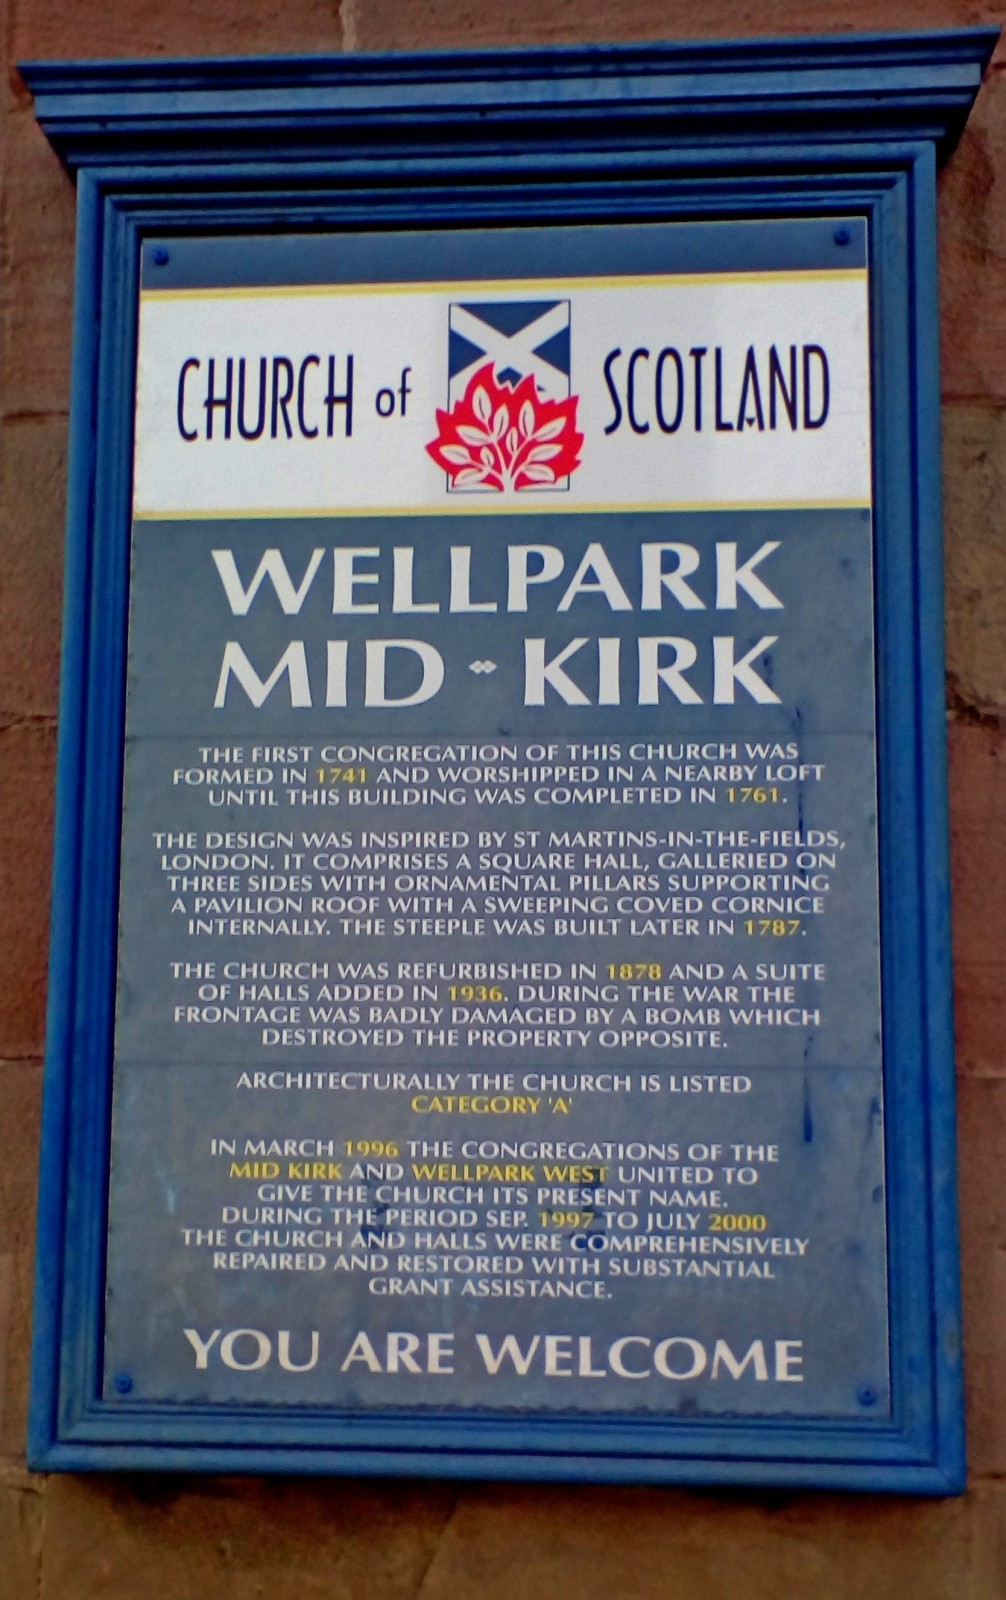 CHURCH of SCOTLAND
WELLPARK
MID - KIRK
THE FIRST CONGREGATION OF THIS CHURCH WAS
FORMED IN 1741 AND WORSHIPPED IN A NEARBY LOFT
UNTIL THIS BUILDING WAS COMPLETED IN 1761.
THE DESIGN WAS INSPIRED BY ST MARTINS-IN-THE-FIELDS,
LONDON. IT COMPRISES A SQUARE HALL, GALLERIED ON
THREE SIDES WITH ORNAMENTAL PILLARS SUPPORTING
A PAVILION ROOF WITH A SWEEPING COVED CORNICE
INTERNALLY. THE STEEPLE WAS BUILT LATER IN 1787.
THE CHURCH WAS REFURBISHED IN 1878 AND A SUITE
OF HALLS ADDED IN 1936. DURING THE WAR THE
FRONTAGE WAS BADLY DAMAGED BY A BOMB WHICH
DESTROYED THE PROPERTY OPPOSITE.
ARCHITECTURALLY THE CHURCH IS LISTED
CATEGORY 'A'
IN MARCH 1996 THE CONGREGATIONS OF THE
MID KIRK AND WELLPARK WEST UNITED TO
GIVE THE CHURCH ITS PRESENT NAME.
DURING THE PERIOD SEP. 1997 TO JULY 2000
THE CHURCH AND HALLS WERE COMPREHENSIVELY
REPAIRED AND RESTORED WITH SUBSTANTIAL
GRANT ASSISTANCE.
YOU ARE WELCOME